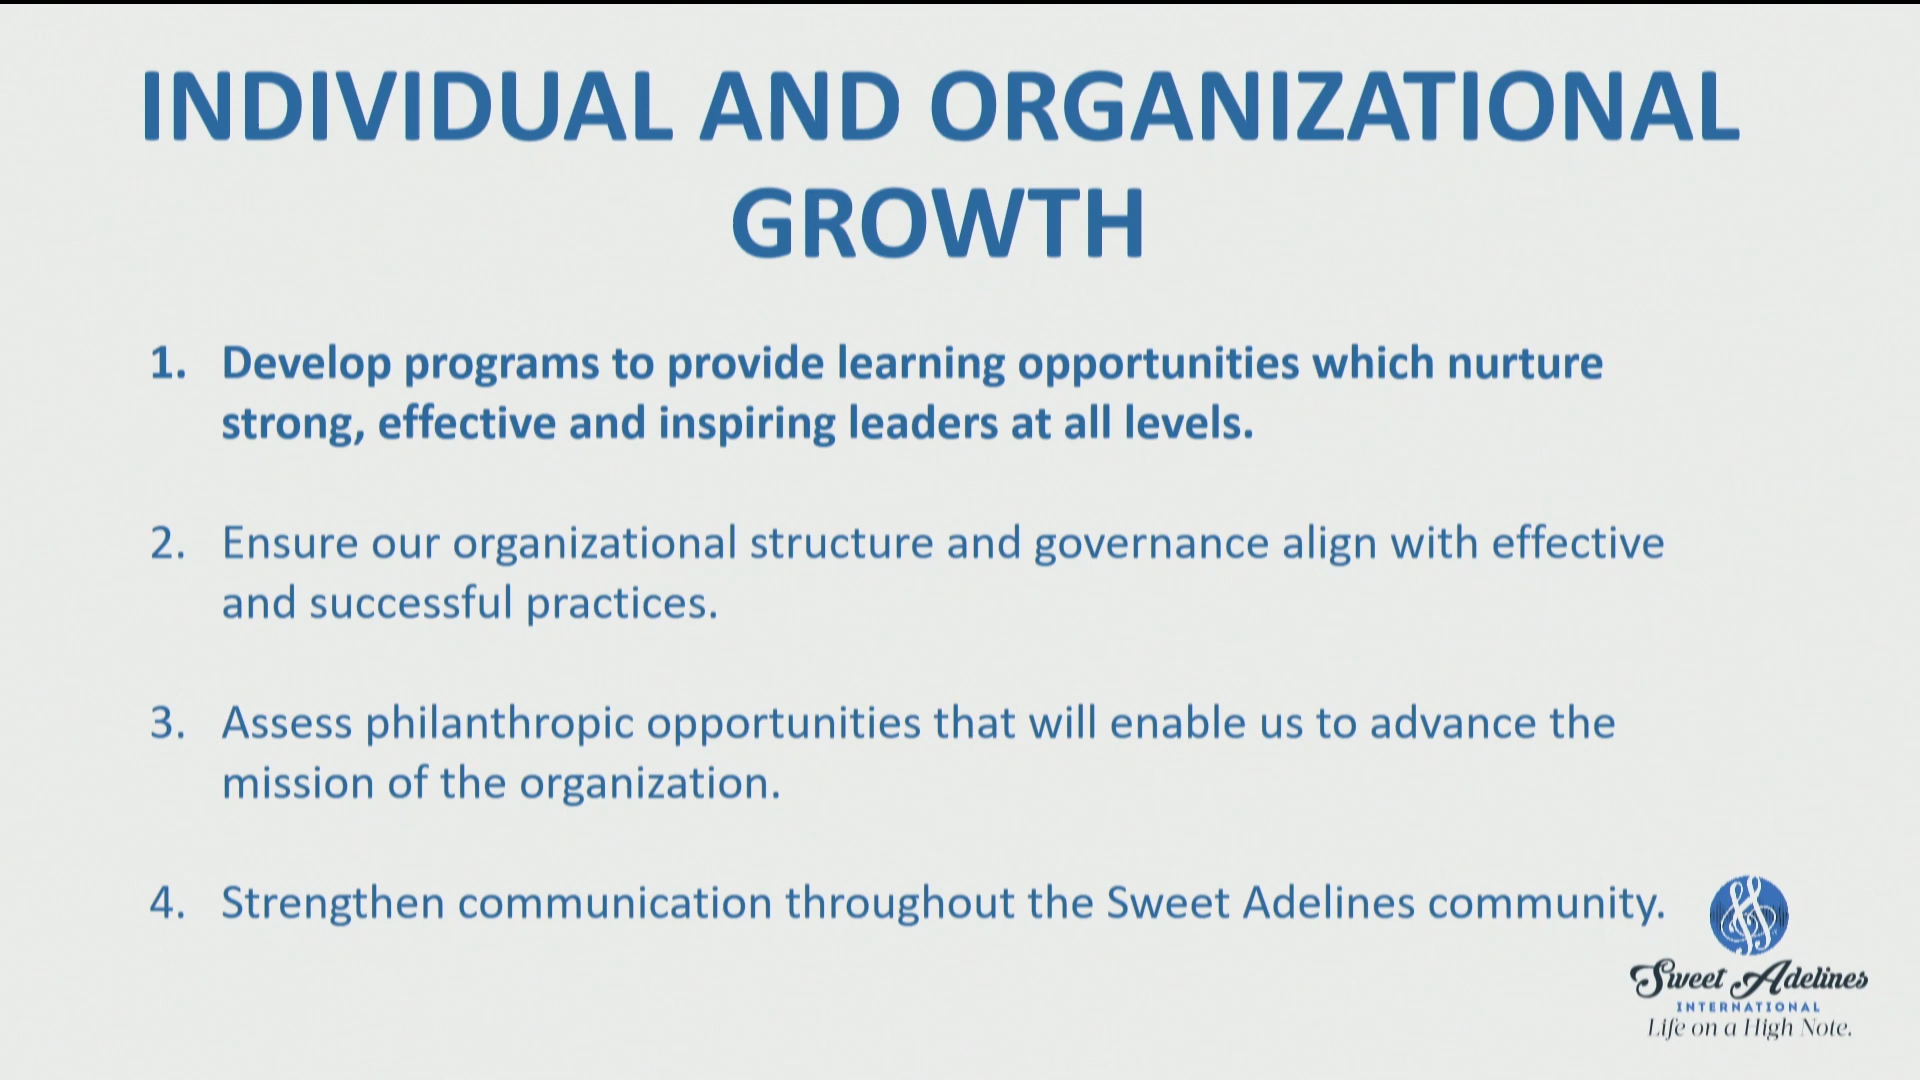 INDIVIDUAL AND ORGANIZATIONAL
GROWTH
1. Develop programs to provide learning opportunities which nurture
strong, effective and inspiring leaders at all levels.
2. Ensure our organizational structure and governance align with effective
and successful practices.
3. Assess philanthropic opportunities that will enable us to advance the
mission of the organization.
4. Strengthen communication throughout the Sweet Adelines community.
Sweet Adelines
INTERNATIONAL
Life on a High Note.